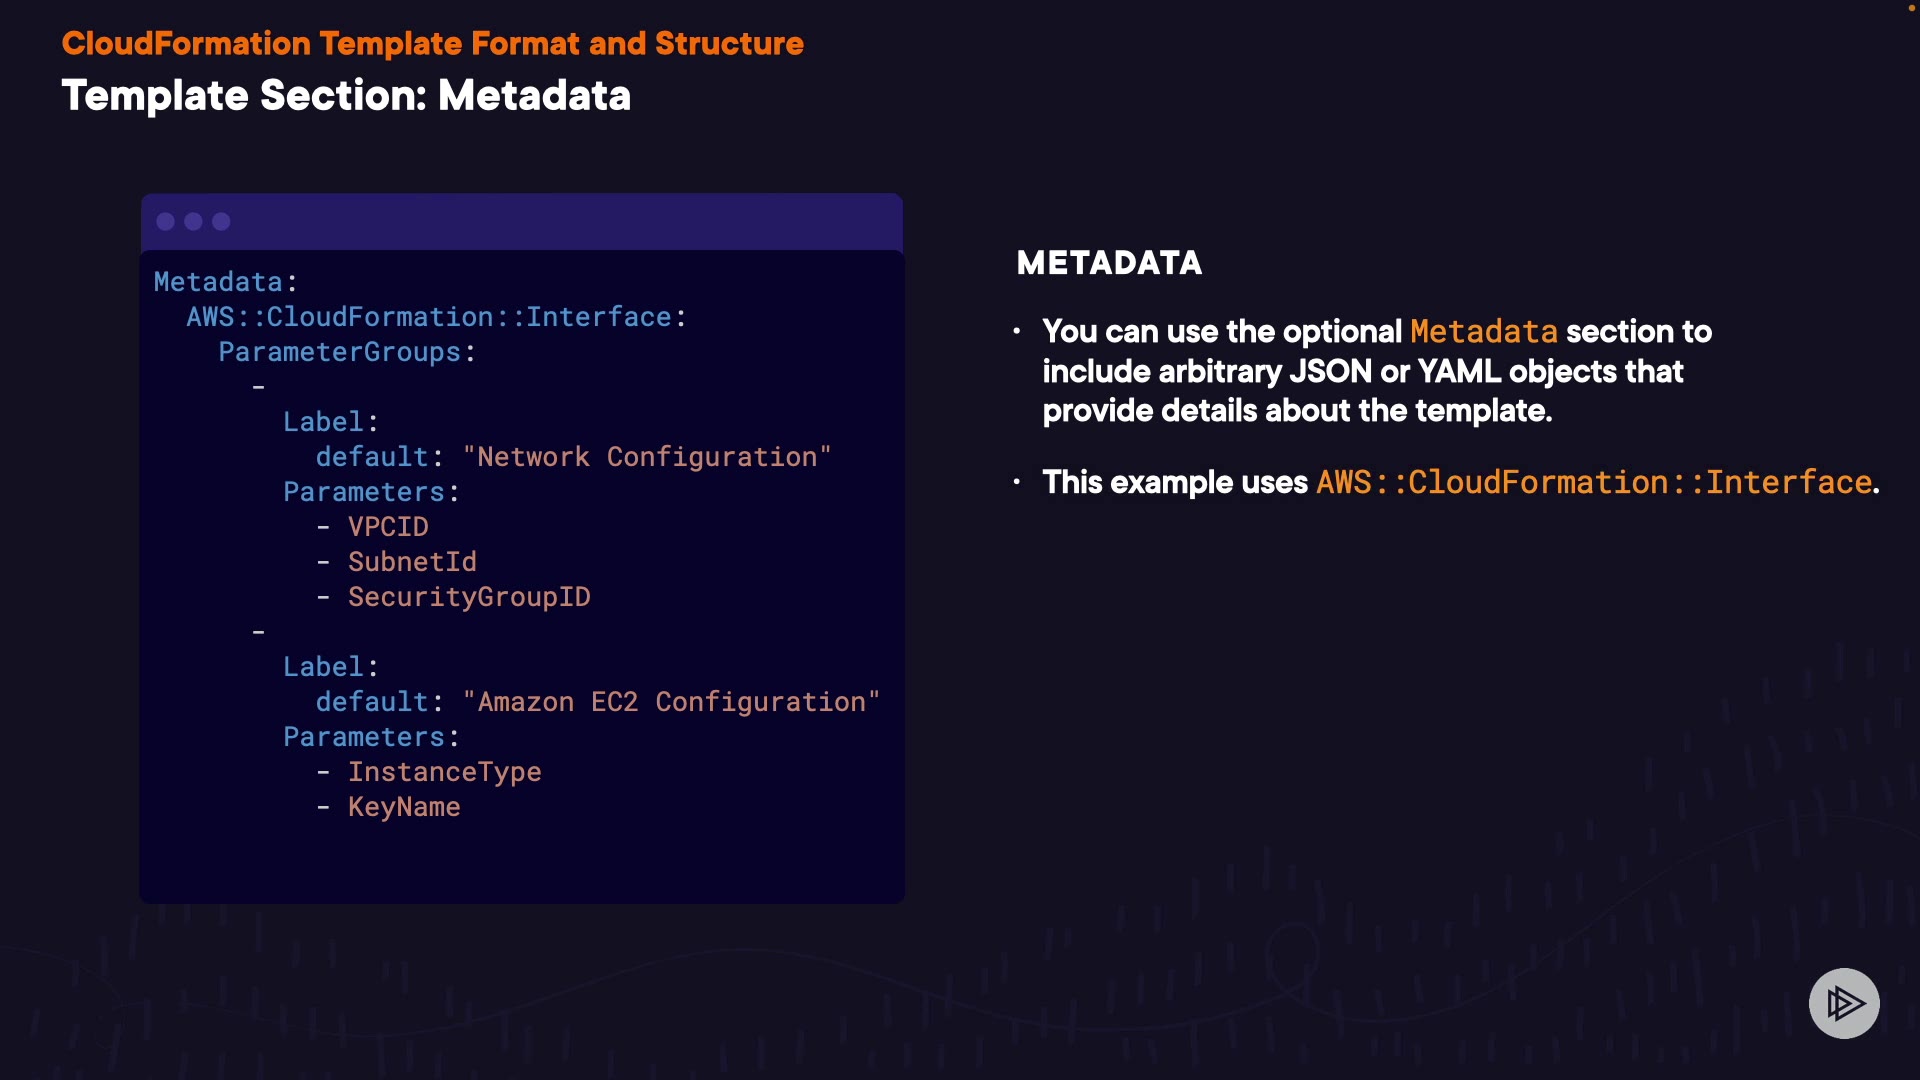 CloudFormation Template Format and Structure
Template Section: Metadata
Metadata:
  AWS::CloudFormation::Interface:
    ParameterGroups:
      -
        Label:
          default: "Network Configuration"
        Parameters:
          - VPCID
          - SubnetId
          - SecurityGroupID
      -
        Label:
          default: "Amazon EC2 Configuration"
        Parameters:
          - InstanceType
          - KeyName
METADATA
• You can use the optional Metadata section to
include arbitrary JSON or YAML objects that
provide details about the template.
• This example uses AWS::CloudFormation::Interface.